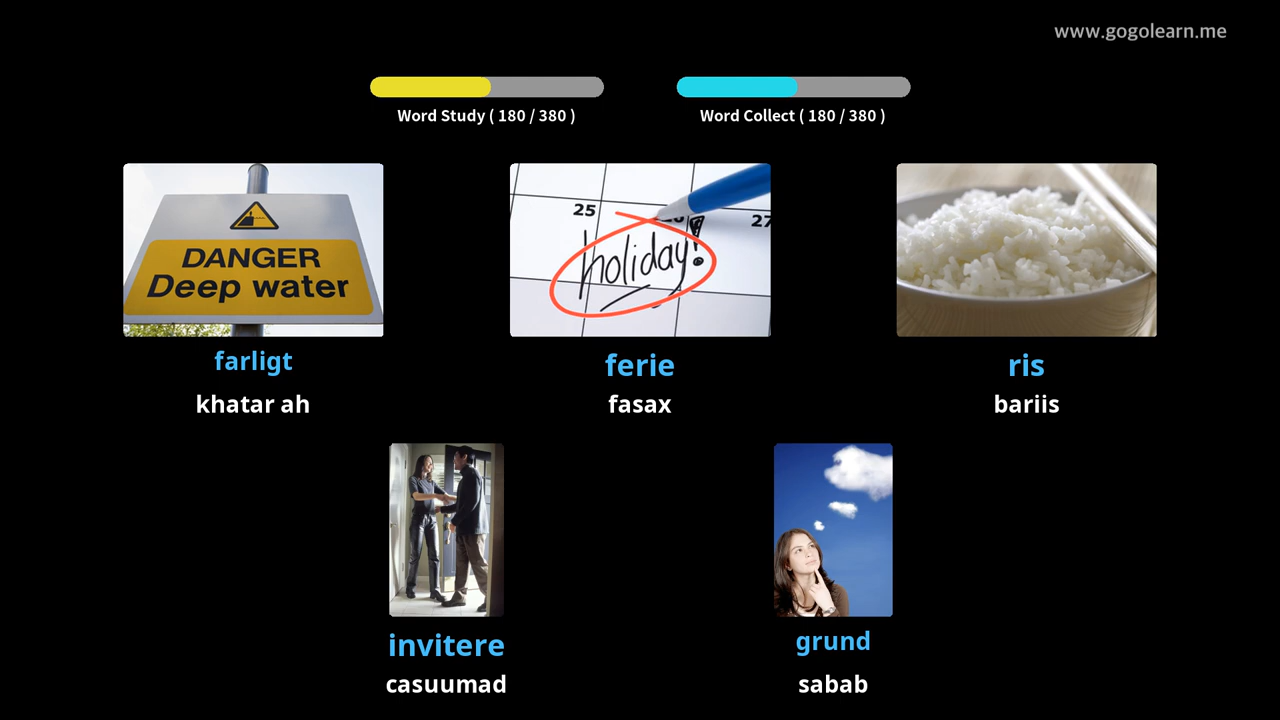 www.gogolearn.me
Word Study ( 180 / 380 )
Word Collect ( 180 / 380 )
DANGER
Deep water
25
27
holiday!
farligt
ferie
ris
khatar ah
fasax
bariis
invitere
grund
casuumad
sabab